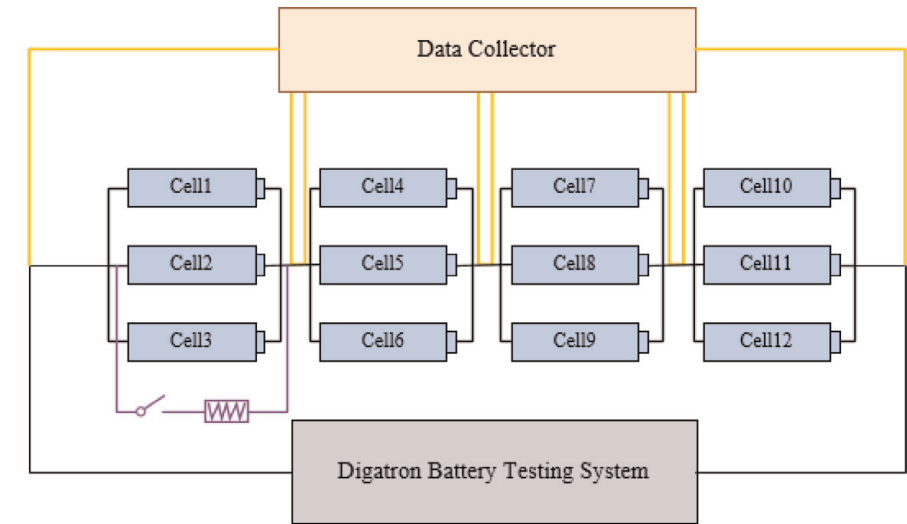 Data Collector
Cell1
Cell4
Cell7
Cell10
Cell2
Cell5
Cell8
Cell11
Cell3
Cell6
Cell9
Cell12
Digatron Battery Testing System